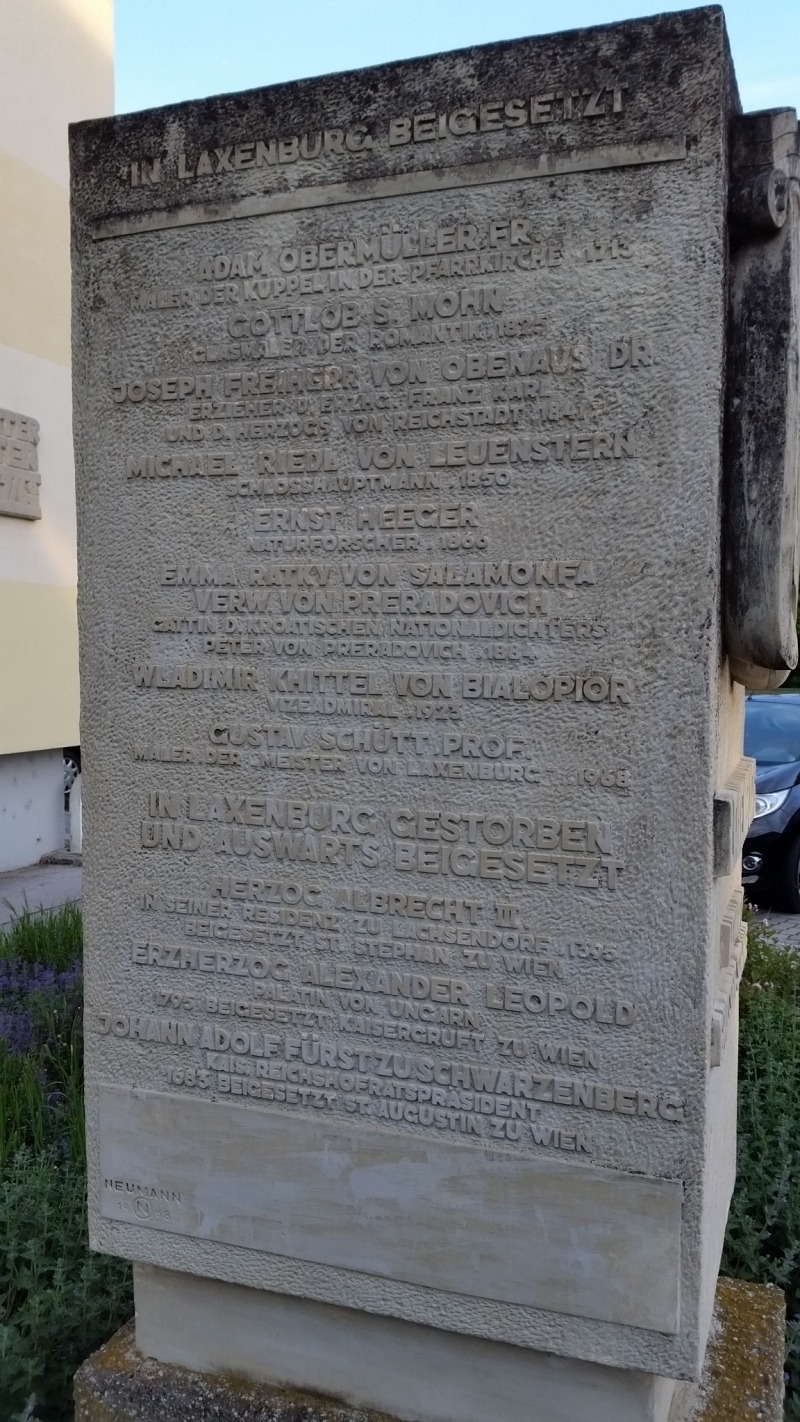 IN LAXENBURG BEIGESETZT
ADAM OBERMÜLLER FR.
MALER DER KUPPEL IN DER PFARRKIRCHE . 1713
GOTTLOB S. MOHN
GLASMALER DER ROMANTIK . 1825
JOSEPH FREIHERR VON OBENAUS DR.
ERZIEHER V. ERZHG. FRANZ KARL
UND D. HERZOGS VON REICHSTADT . 1841
MICHAEL RIEDL VON LEUENSTERN
SCHLOSSHAUPTMANN . 1850
ERNST HEEGER
NATURFORSCHER . 1866
EMMA RATKY VON SALAMONFA
VERW. VON PRERADOVICH
GATTIN D. KROATISCHEN NATIONALDICHTERS
PETER VON PRERADOVICH . 1884
WLADIMIR KHITTEL VON BIALOPIOR
VIZEADMIRAL . 1923
GUSTAV SCHÜTT . PROF.
MALER DER „MEISTER VON LAXENBURG" . 1968
IN LAXENBURG GESTORBEN
UND AUSWÄRTS BEIGESETZT
HERZOG ALBRECHT III.
IN SEINER RESIDENZ ZU LACHSENDORF . 1395
BEIGESETZT ST. STEPHAN ZU WIEN
ERZHERZOG ALEXANDER LEOPOLD
PALATIN VON UNGARN
1795 BEIGESETZT KAISERGRUFT ZU WIEN
JOHANN ADOLF FÜRST ZU SCHWARZENBERG
KAIS. REICHSHOFRATSPRÄSIDENT
1683 BEIGESETZT ST. AUGUSTIN ZU WIEN
NEUMANN
N